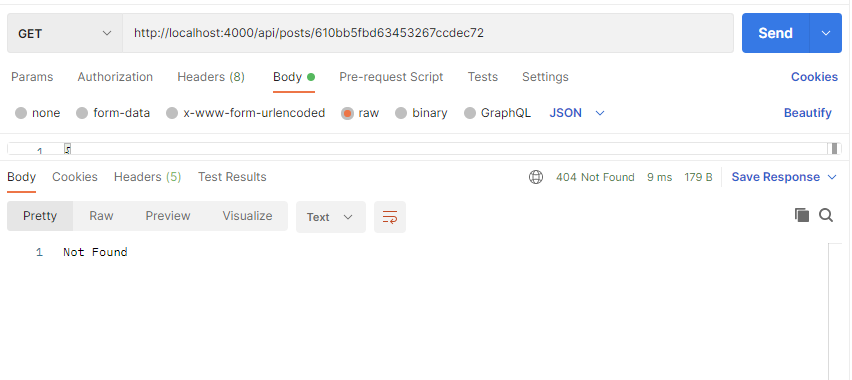 GET http://localhost:4000/api/posts/610bb5fbd63453267ccdec72 Send
Params Authorization Headers (8) Body Pre-request Script Tests Settings Cookies
none form-data x-www-form-urlencoded raw binary GraphQL JSON Beautify
1 {
Body Cookies Headers (5) Test Results 404 Not Found 9 ms 179 B Save Response
Pretty Raw Preview Visualize Text
1 Not Found